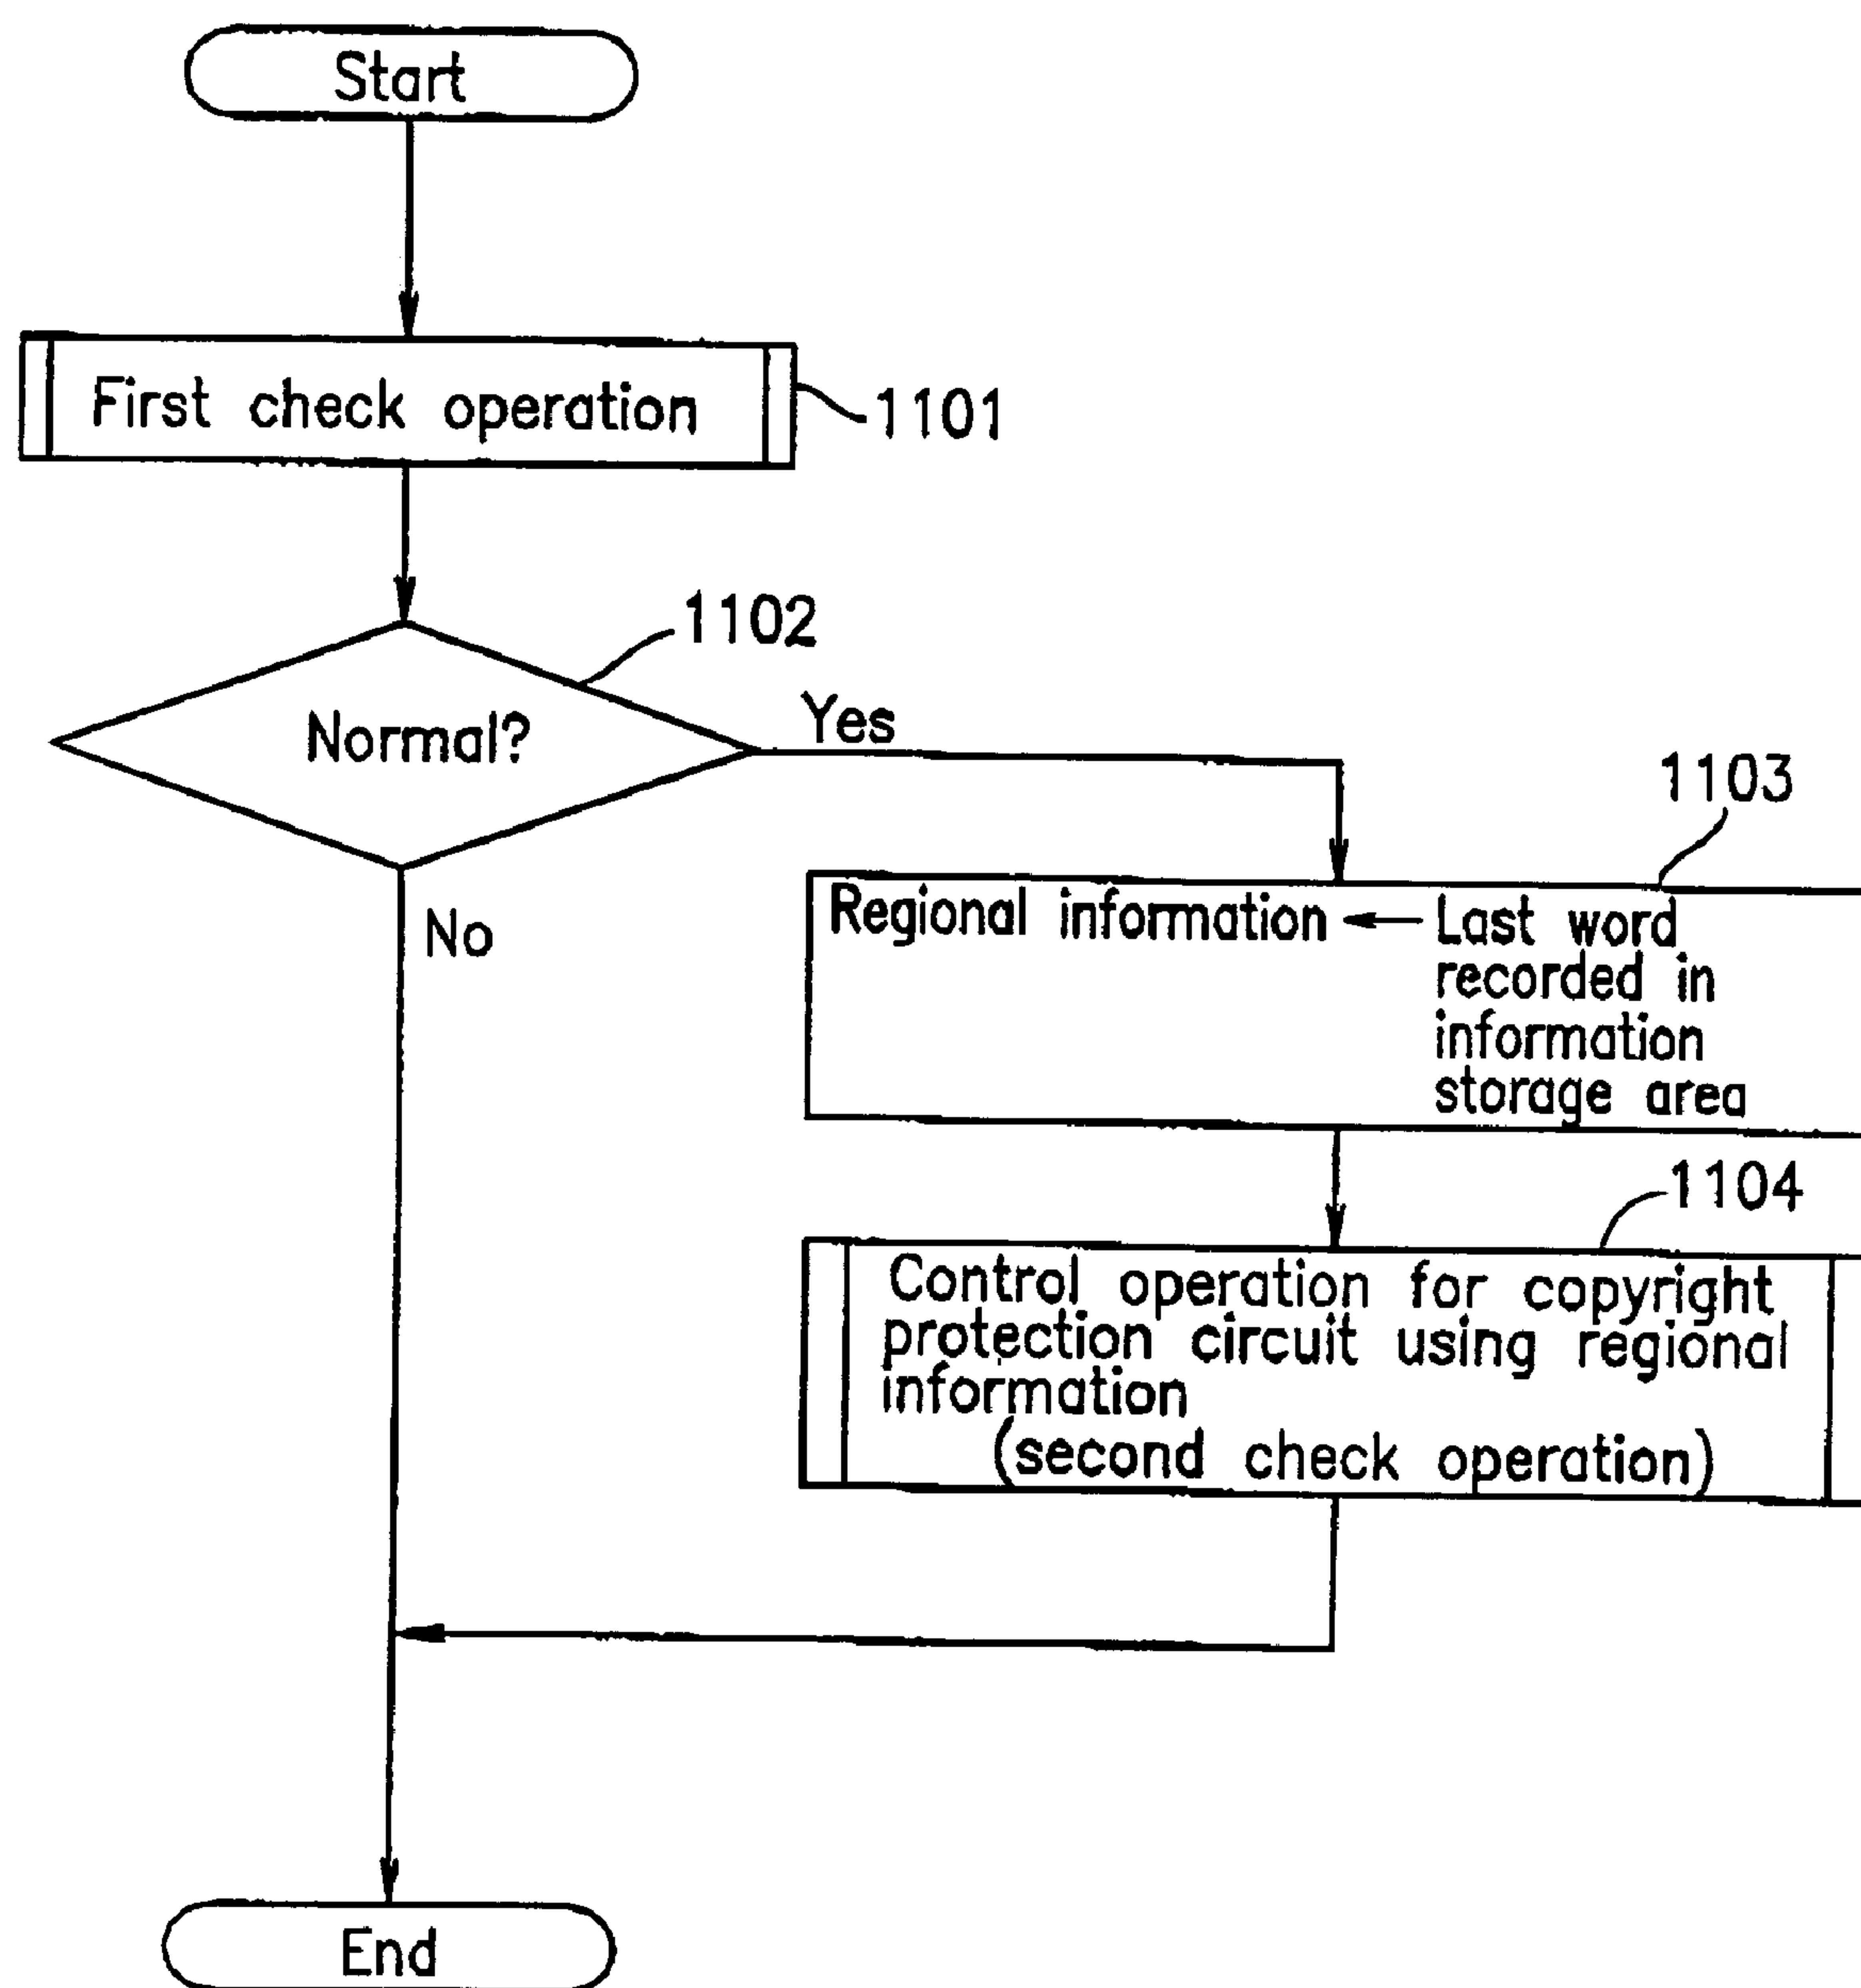 Start
First check operation
1101
1102
Normal?
Yes
No
1103
Regional information ← Last word
recorded in
information
storage area
1104
Control operation for copyright
protection circuit using regional
information
(second check operation)
End